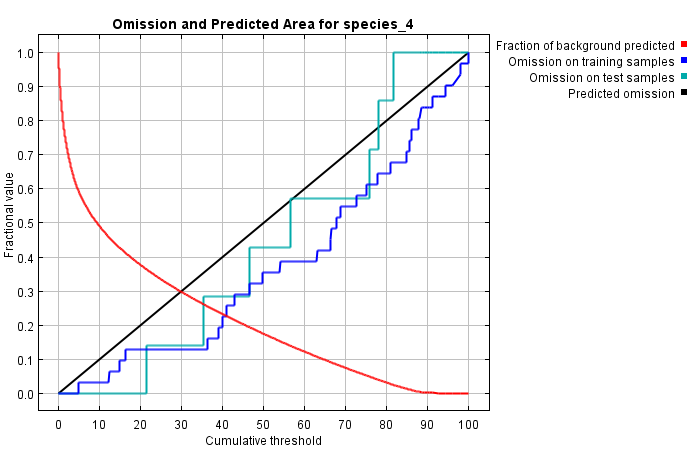 Omission and Predicted Area for species_4
Fraction of background predicted
Omission on training samples
Omission on test samples
Predicted omission
Fractional value
1.0
0.9
0.8
0.7
0.6
0.5
0.4
0.3
0.2
0.1
0.0
0 10 20 30 40 50 60 70 80 90 100
Cumulative threshold